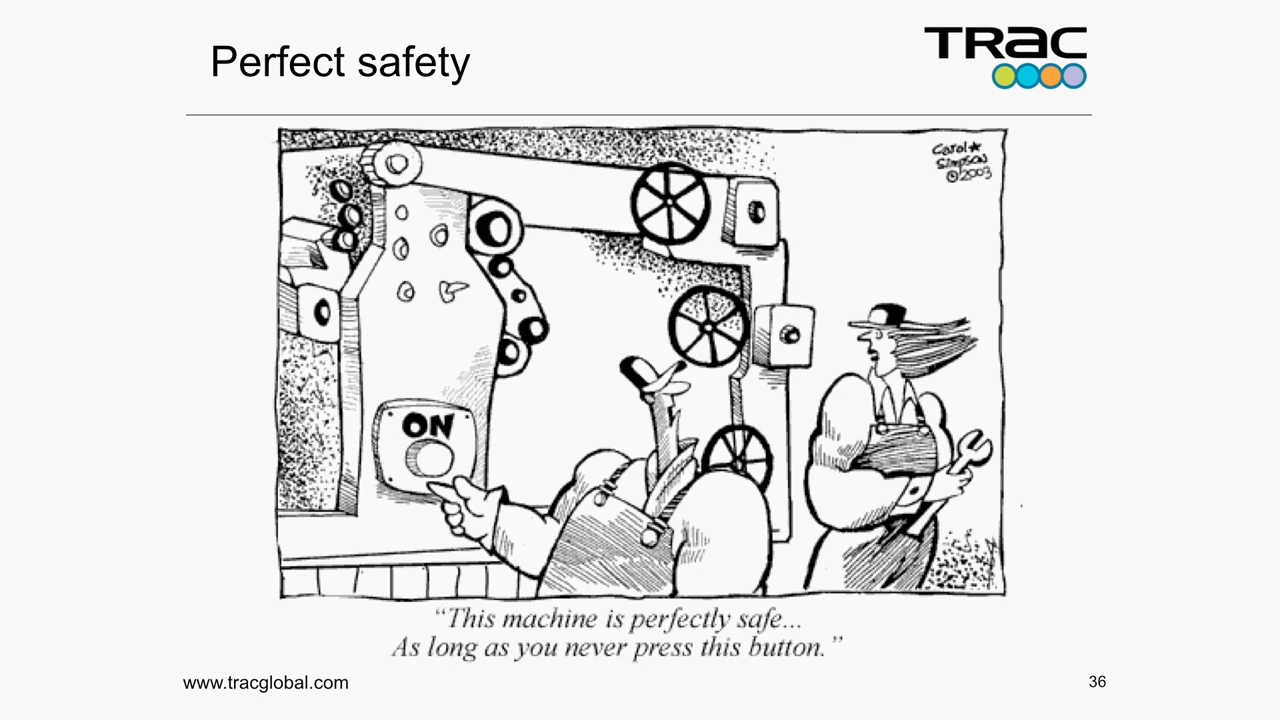 Perfect safety
TRac
Carol★
Simpson
©2003
ON
“This machine is perfectly safe...
As long as you never press this button.”
www.tracglobal.com
36